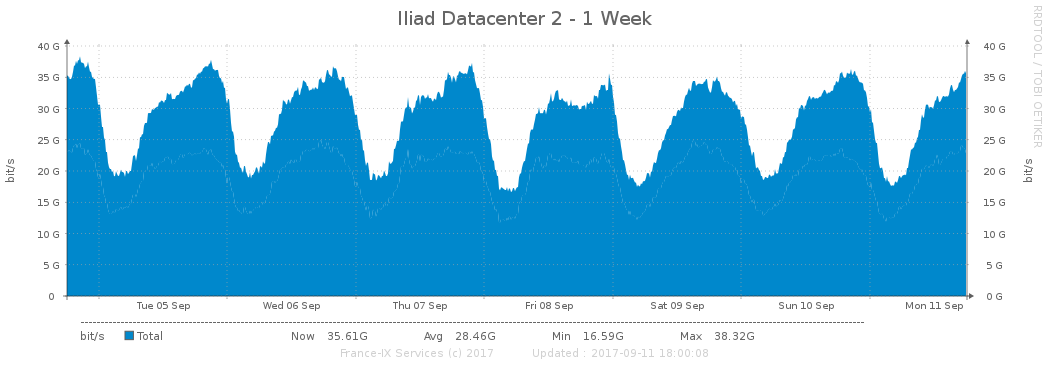 Iliad Datacenter 2 - 1 Week
RRDTOOL / TOBI OETIKER
40 G 40 G
35 G 35 G
30 G 30 G
25 G 25 G
20 G 20 G
15 G 15 G
10 G 10 G
5 G 5 G
0 0 G
bit/s bit/s
Tue 05 Sep Wed 06 Sep Thu 07 Sep Fri 08 Sep Sat 09 Sep Sun 10 Sep Mon 11 Sep
bit/s Total Now 35.61G Avg 28.46G Min 16.59G Max 38.32G
France-IX Services (c) 2017 Updated : 2017-09-11 18:00:08